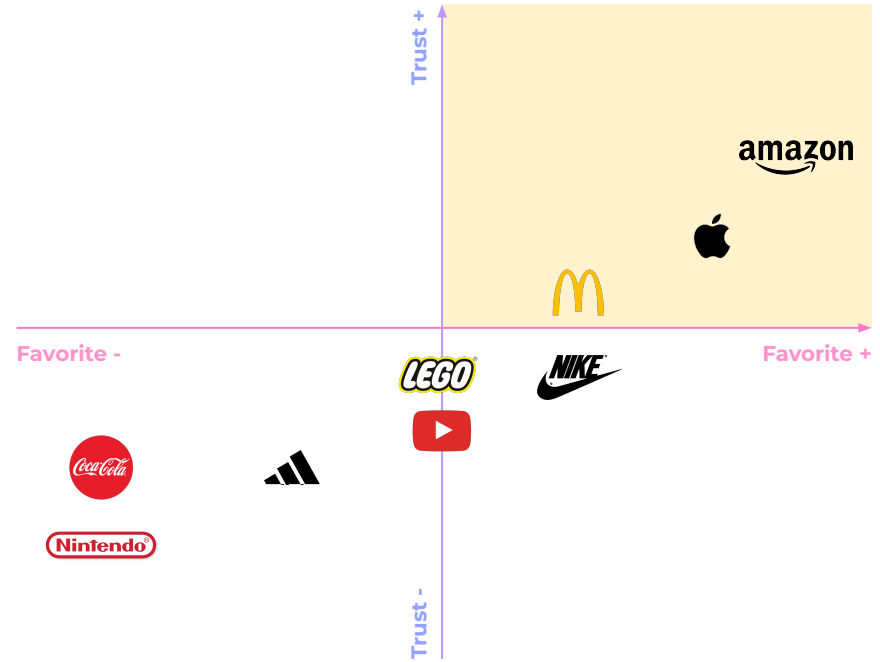 Trust +
amazon
Favorite -
Favorite +
LEGO®
NIKE
Coca-Cola
Nintendo®
Trust -